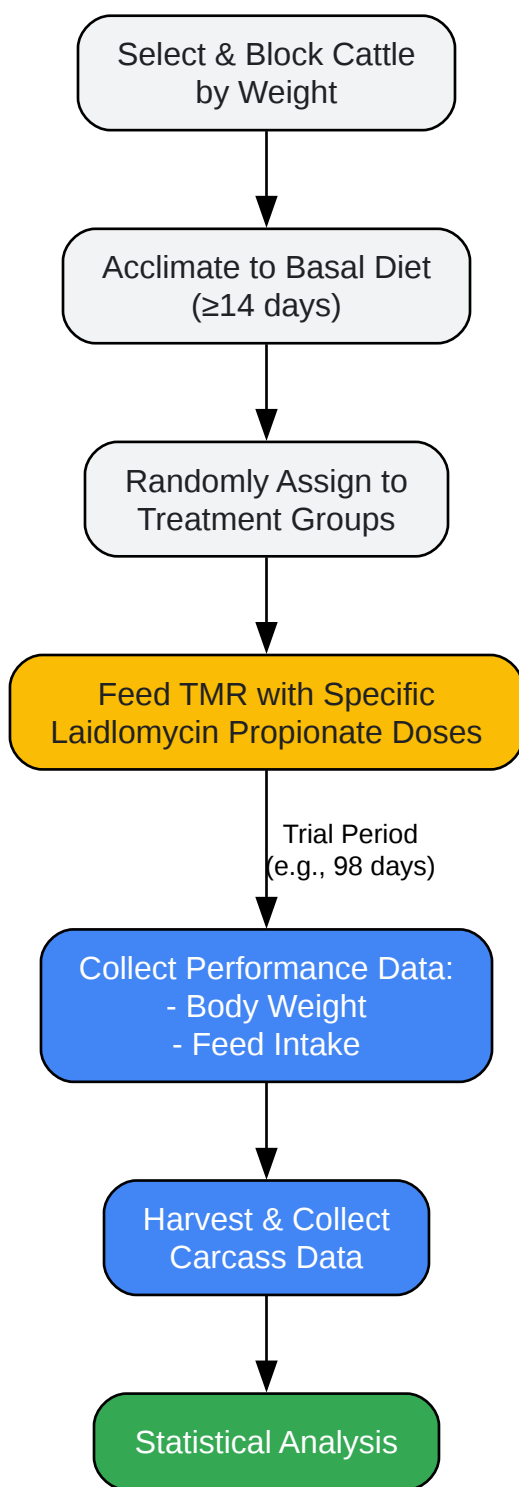 Select & Block Cattle
by Weight
Acclimate to Basal Diet
(≥14 days)
Randomly Assign to
Treatment Groups
Feed TMR with Specific
Laidlomycin Propionate Doses
Trial Period
(e.g., 98 days)
Collect Performance Data:
- Body Weight
- Feed Intake
Harvest & Collect
Carcass Data
Statistical Analysis